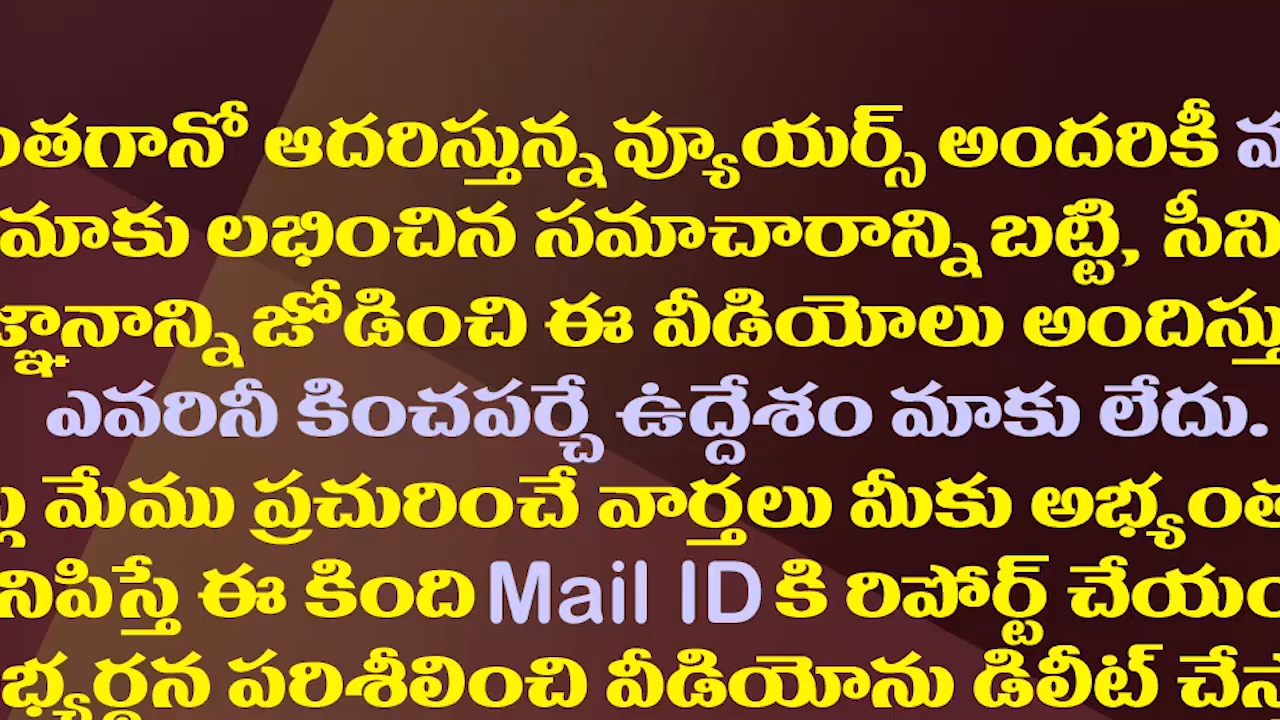 ంతగానో ఆదరిస్తున్న వ్యూయర్స్ అందరికీ
మాకు లభించిన సమాచారాన్ని బట్టి, సీని
జ్ఞానాన్ని జోడించి ఈ వీడియోలు అందిస్తు
ఎవరినీ కించపర్చే ఉద్దేశం మాకు లేదు.
మేము ప్రచురించే వార్తలు మీకు అభ్యంత
నిపిస్తే ఈ కింది Mail ID కి రిపోర్ట్ చేయం
భ్యర్థన పరిశీలించి వీడియోను డిలీట్ చేస